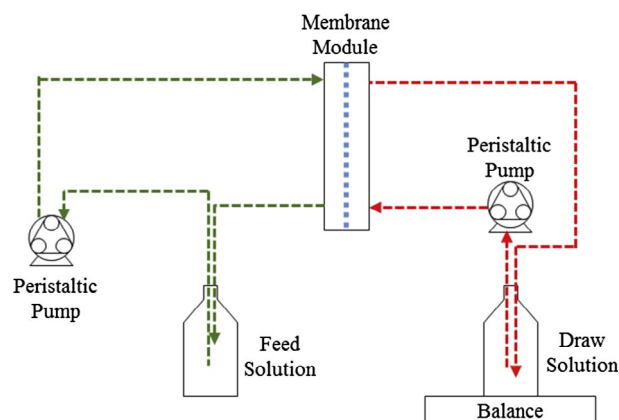 Membrane
Module
Peristaltic
Pump
Peristaltic
Pump
Feed
Solution
Draw
Solution
Balance